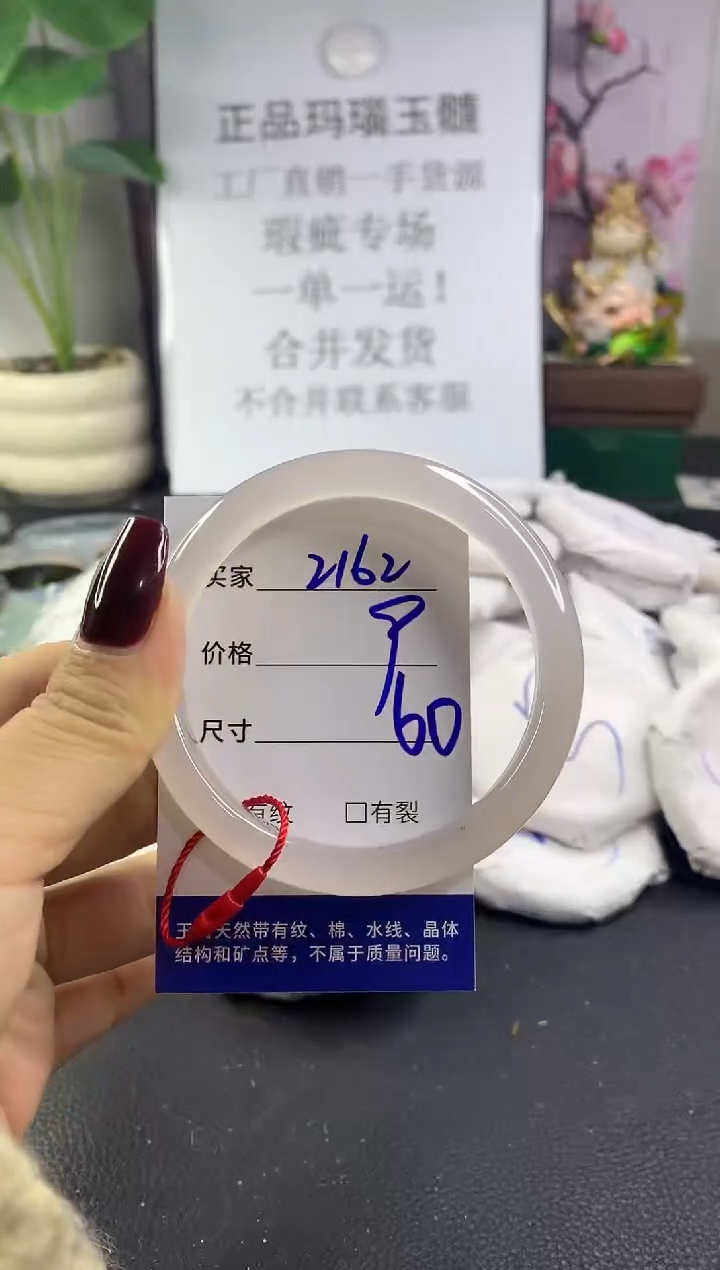 正品玛瑙玉髓
工厂直销一手货源
瑕疵专场
一单一运！
合并发货
不合并联系客服
买家 2162
价格
尺寸 60
有纹 □有裂
天然带有纹、棉、水线、晶体
结构和矿点等，不属于质量问题。